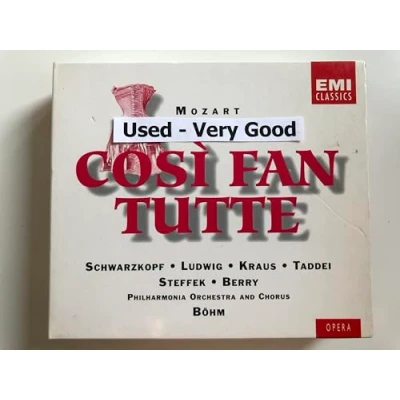 EMI
CLASSICS
MOZART
Used - Very Good
COSÌ FAN
TUTTE
SCHWARZKOPF • LUDWIG • KRAUS • TADDEI
STEFFEK • BERRY
PHILHARMONIA ORCHESTRA AND CHORUS
BÖHM
OPERA